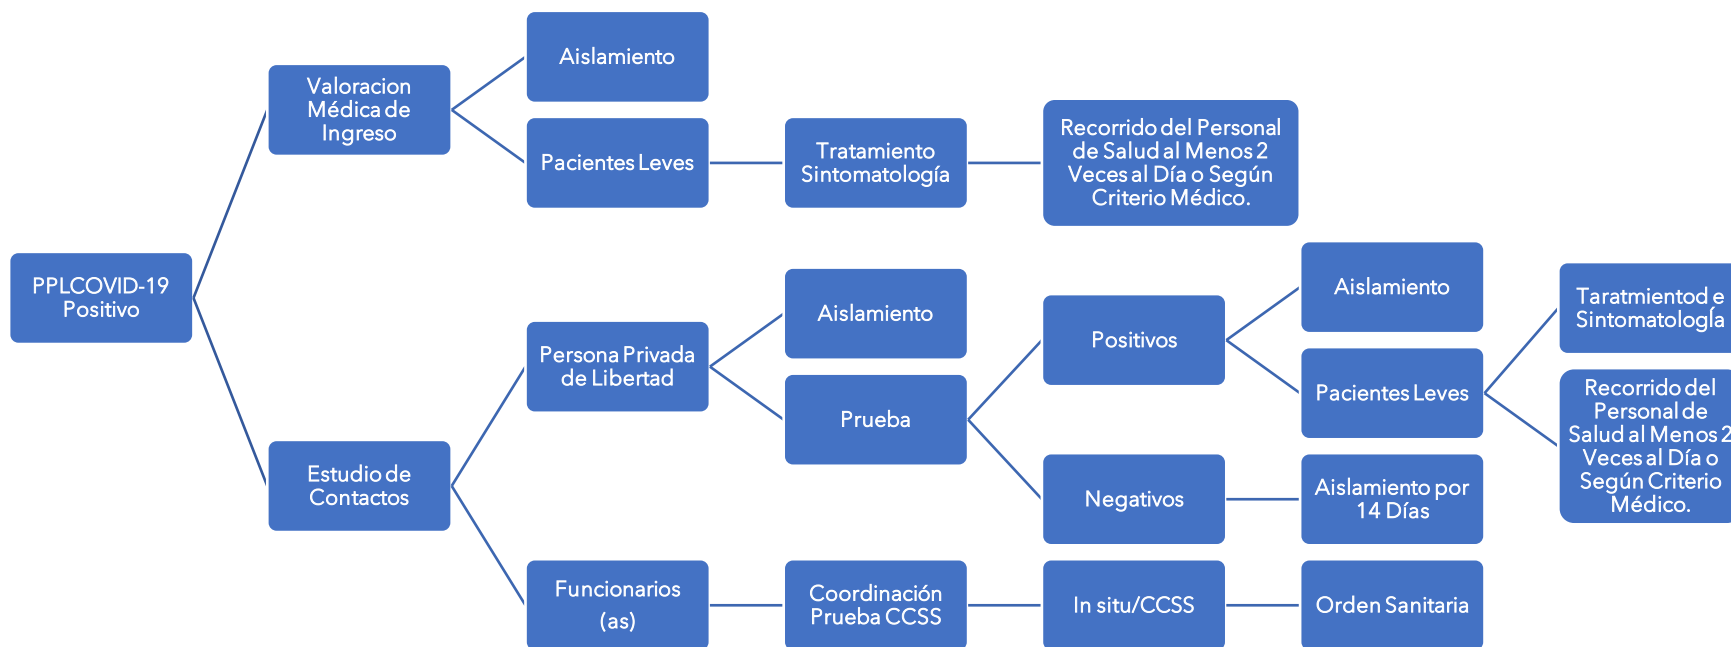 Aislamiento
Valoracion
Médica de
Ingreso
Pacientes Leves
Tratamiento
Sintomatología
Recorrido del Personal
de Salud al Menos 2
Veces al Día o Según
Criterio Médico.
PPLCOVID-19
Positivo
Estudio de
Contactos
Persona Privada
de Libertad
Aislamiento
Prueba
Positivos
Aislamiento
Pacientes Leves
Taratmientod e
Sintomatología
Recorrido del
Personal de
Salud al Menos 2
Veces al Día o
Según Criterio
Médico.
Negativos
Aislamiento por
14 Días
Funcionarios
(as)
Coordinación
Prueba CCSS
In situ/CCSS
Orden Sanitaria